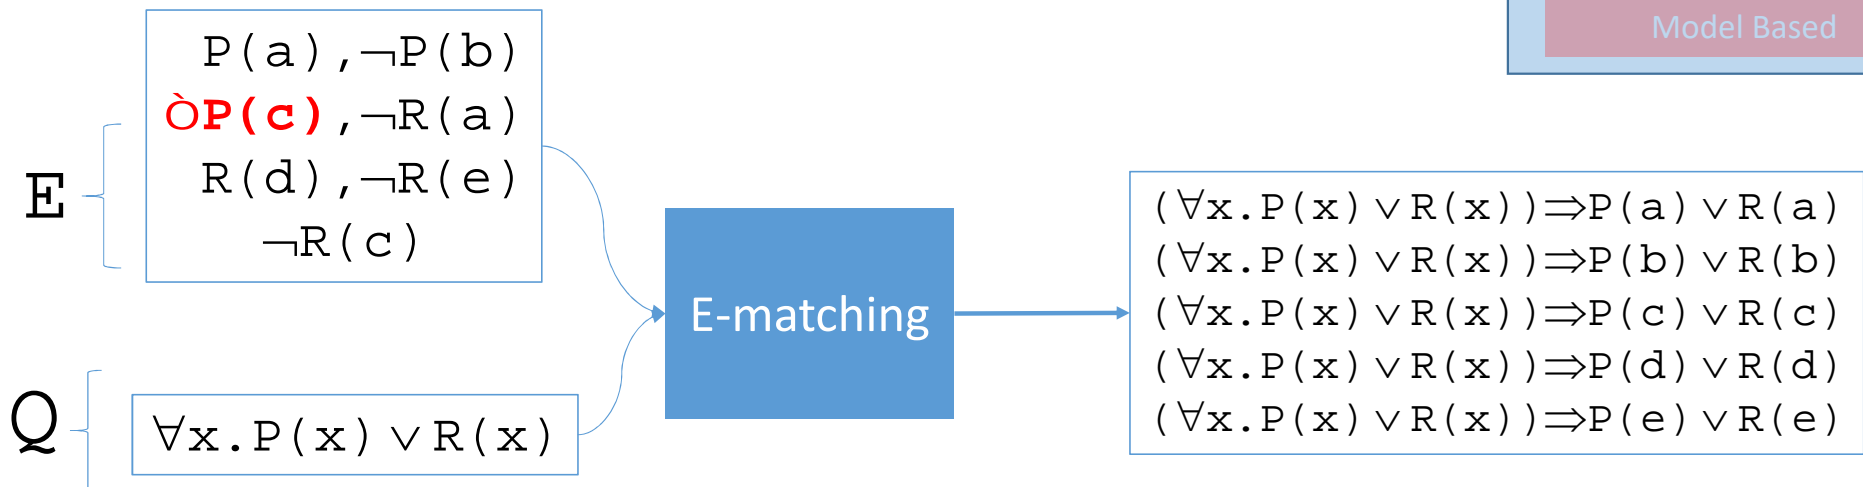 Model Based
P(a),¬P(b)
ÒP(c),¬R(a)
R(d),¬R(e)
¬R(c)
E
Q
∀x.P(x)∨R(x)
E-matching
(∀x.P(x)∨R(x))⇒P(a)∨R(a)
(∀x.P(x)∨R(x))⇒P(b)∨R(b)
(∀x.P(x)∨R(x))⇒P(c)∨R(c)
(∀x.P(x)∨R(x))⇒P(d)∨R(d)
(∀x.P(x)∨R(x))⇒P(e)∨R(e)